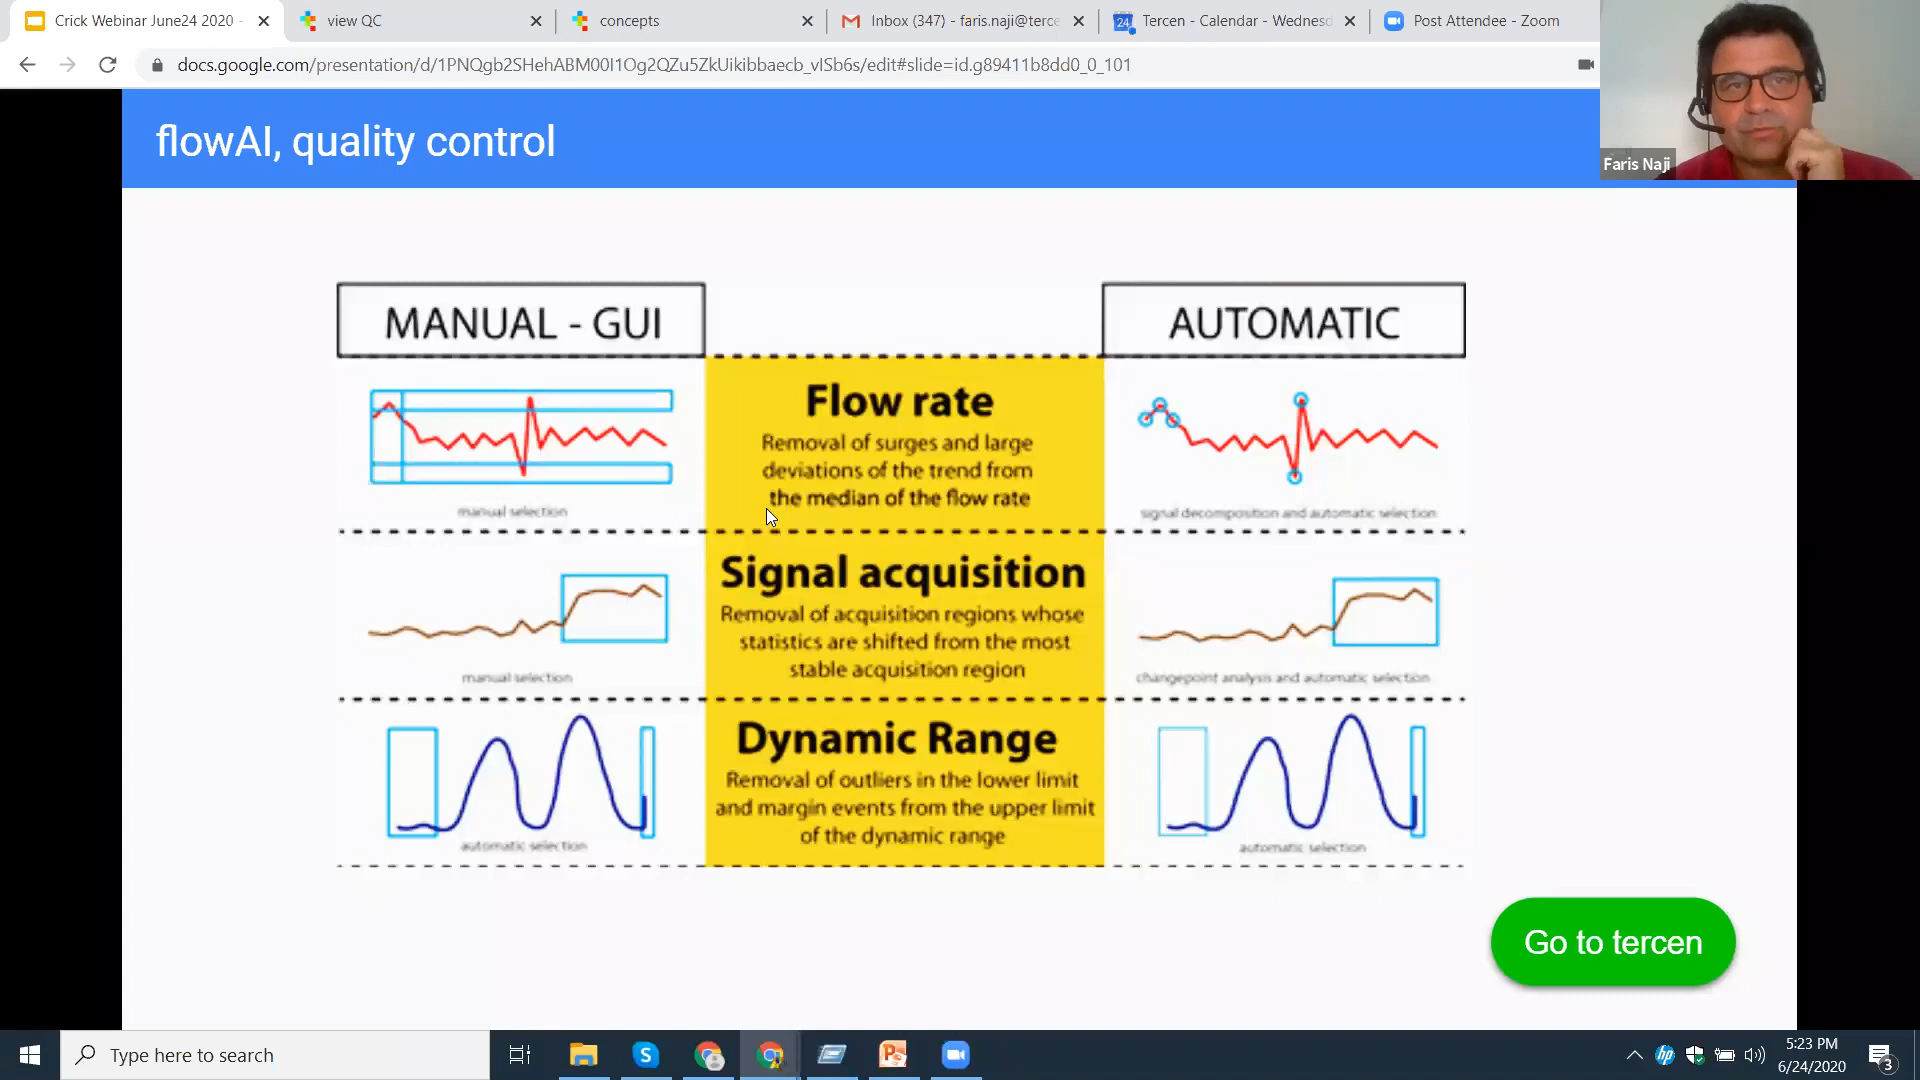 Crick Webinar June24 2020 -
view QC
concepts
Inbox (347) - faris.naji@terce
Tercen - Calendar - Wednesd
Post Attendee - Zoom
docs.google.com/presentation/d/1PNQgb2SHehABM00I1Og2QZu5ZkUikibbaecb_vISb6s/edit#slide=id.g89411b8dd0_0_101
Faris Naji
flowAI, quality control
MANUAL - GUI
AUTOMATIC
Flow rate
Removal of surges and large
deviations of the trend from
the median of the flow rate
manual selection
signal decomposition and automatic selection
Signal acquisition
Removal of acquisition regions whose
statistics are shifted from the most
stable acquisition region
manual selection
changepoint analysis and automatic selection
Dynamic Range
Removal of outliers in the lower limit
and margin events from the upper limit
of the dynamic range
automatic selection
automatic selection
Go to tercen
Type here to search
5:23 PM
6/24/2020
3
24
S
P
hp